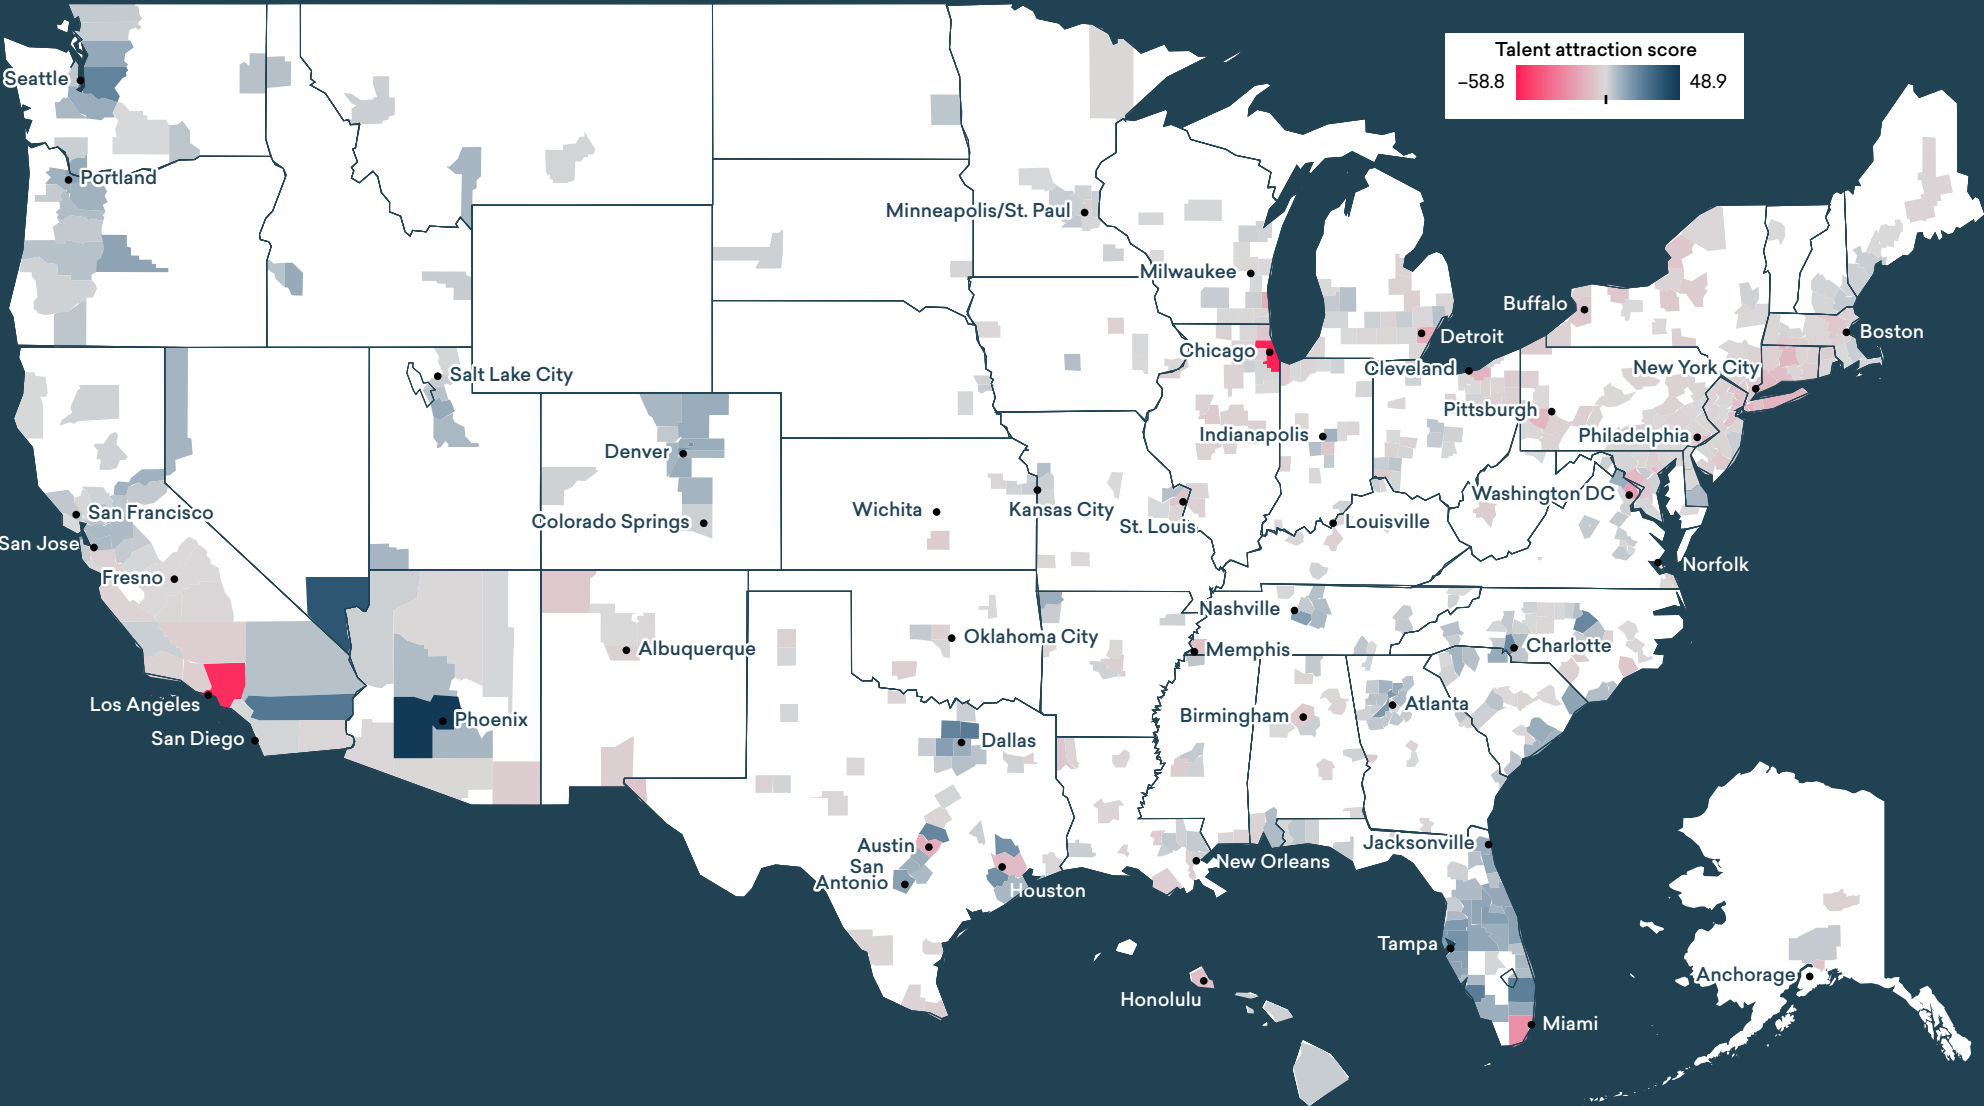 Talent attraction score
−58.8
48.9
Seattle
Portland
Minneapolis/St. Paul
Milwaukee
Buffalo
Detroit
Boston
Chicago
Cleveland
New York City
Salt Lake City
Pittsburgh
Indianapolis
Philadelphia
Denver
Washington DC
San Francisco
Wichita
Kansas City
Colorado Springs
St. Louis
Louisville
San Jose
Norfolk
Fresno
Nashville
Albuquerque
Oklahoma City
Memphis
Charlotte
Los Angeles
Phoenix
Birmingham
Atlanta
San Diego
Dallas
Austin
Jacksonville
San
Antonio
Houston
New Orleans
Tampa
Anchorage
Honolulu
Miami